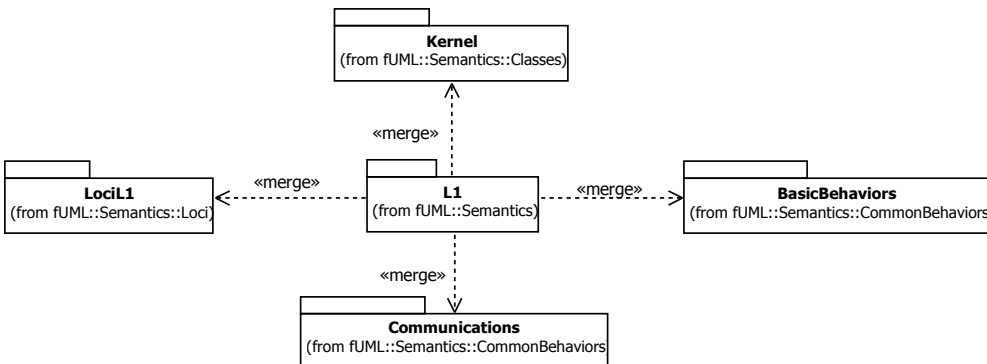 Kernel
(from fUML::Semantics::Classes)
«merge»
«merge»
«merge»
LociL1
(from fUML::Semantics::Loci)
L1
(from fUML::Semantics)
BasicBehaviors
(from fUML::Semantics::CommonBehaviors
«merge»
Communications
(from fUML::Semantics::CommonBehaviors